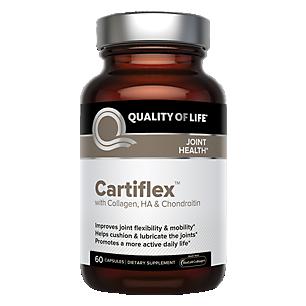 QUALITY OF LIFE®
JOINT
HEALTH*
Cartiflex™
with Collagen, HA & Chondroitin
Improves joint flexibility & mobility*
Helps cushion & lubricate the joints*
Promotes a more active daily life*
60 CAPSULES | DIETARY SUPPLEMENT